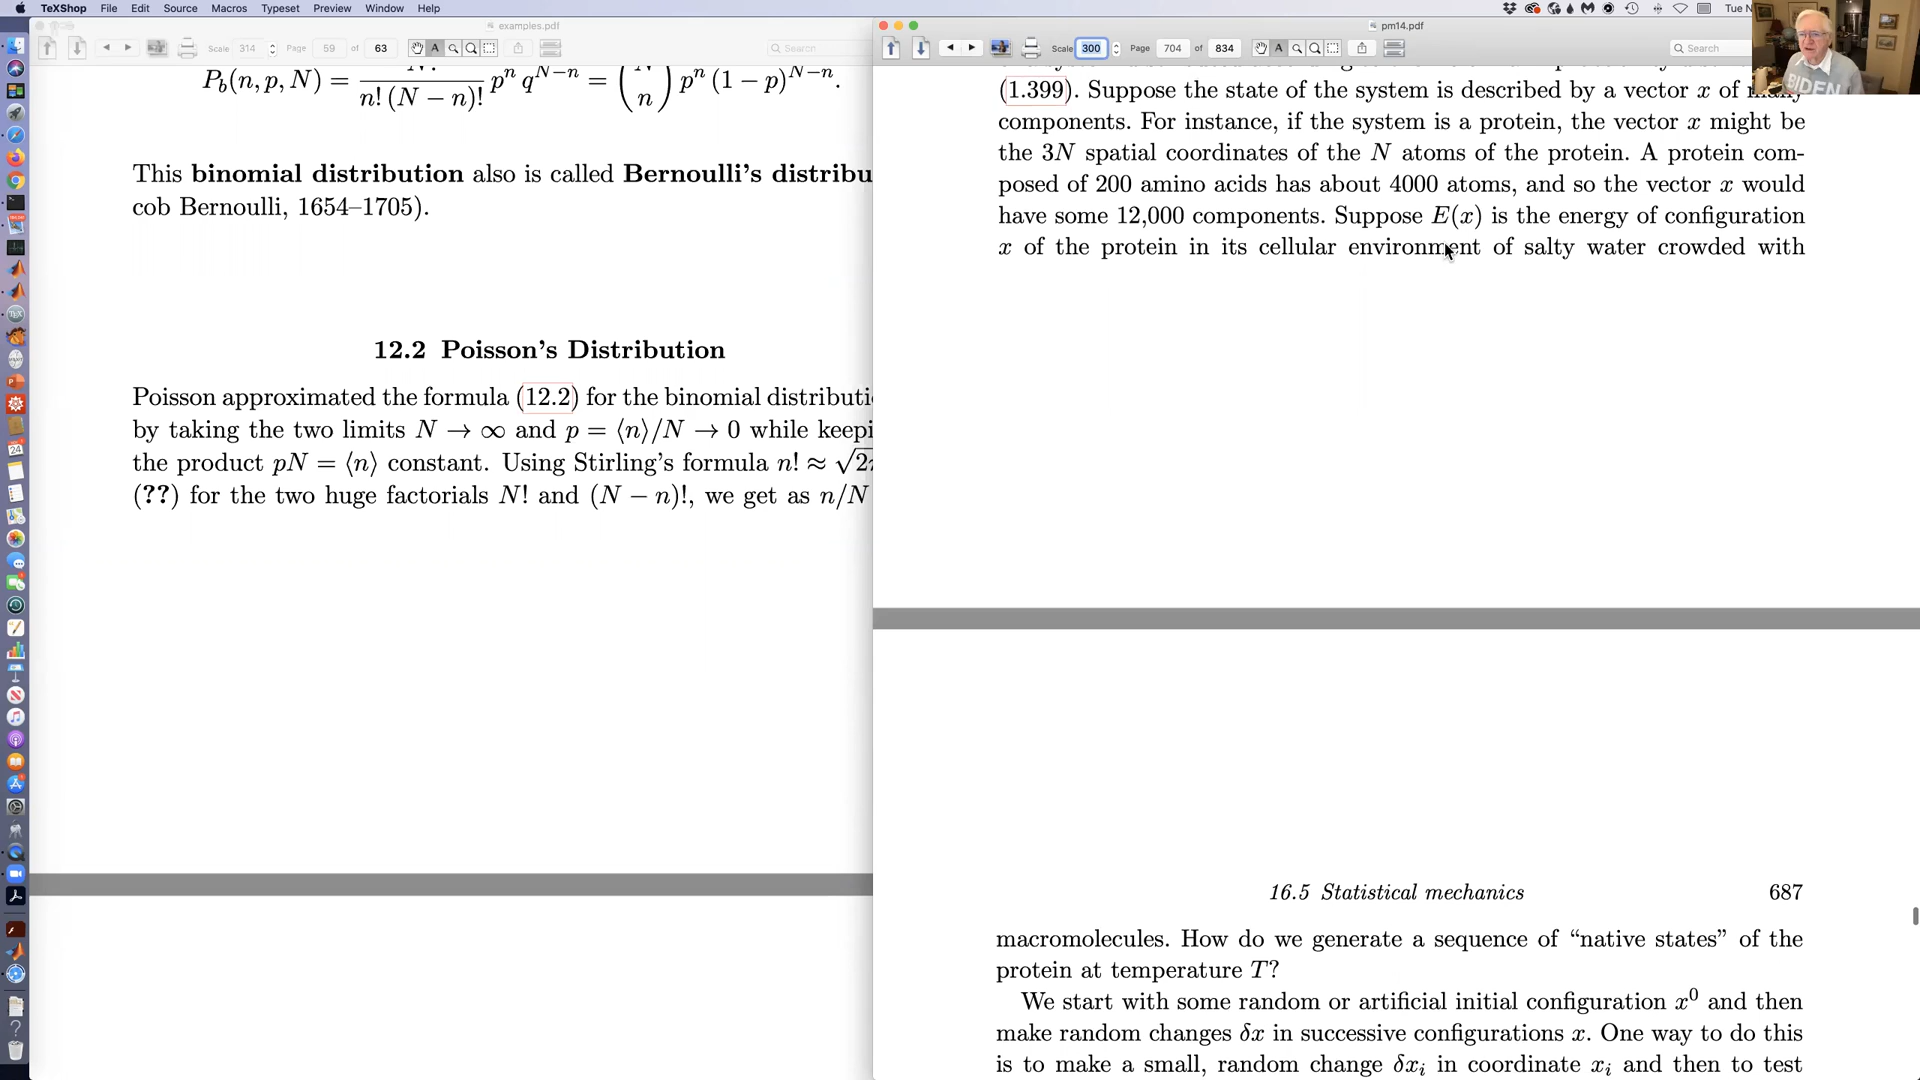 TeXShop File Edit Source Macros Typeset Preview Window Help
examples.pdf
Scale 314 Page 59 of 63 Search
P_b(n, p, N) = N! / n! (N − n)! p^n q^{N−n} = (N n) p^n (1 − p)^{N−n}.
This binomial distribution also is called Bernoulli's distribu
cob Bernoulli, 1654–1705).
12.2 Poisson's Distribution
Poisson approximated the formula (12.2) for the binomial distributi
by taking the two limits N → ∞ and p = ⟨n⟩/N → 0 while keepi
the product pN = ⟨n⟩ constant. Using Stirling's formula n! ≈ √2
(??) for the two huge factorials N! and (N − n)!, we get as n/N
Tue N
pm14.pdf
Scale 300 Page 704 of 834 Search
(1.399). Suppose the state of the system is described by a vector x of many
components. For instance, if the system is a protein, the vector x might be
the 3N spatial coordinates of the N atoms of the protein. A protein com-
posed of 200 amino acids has about 4000 atoms, and so the vector x would
have some 12,000 components. Suppose E(x) is the energy of configuration
x of the protein in its cellular environment of salty water crowded with
16.5 Statistical mechanics 687
macromolecules. How do we generate a sequence of "native states" of the
protein at temperature T?
We start with some random or artificial initial configuration x^0 and then
make random changes δx in successive configurations x. One way to do this
is to make a small, random change δx_i in coordinate x_i and then to test
BIDEN